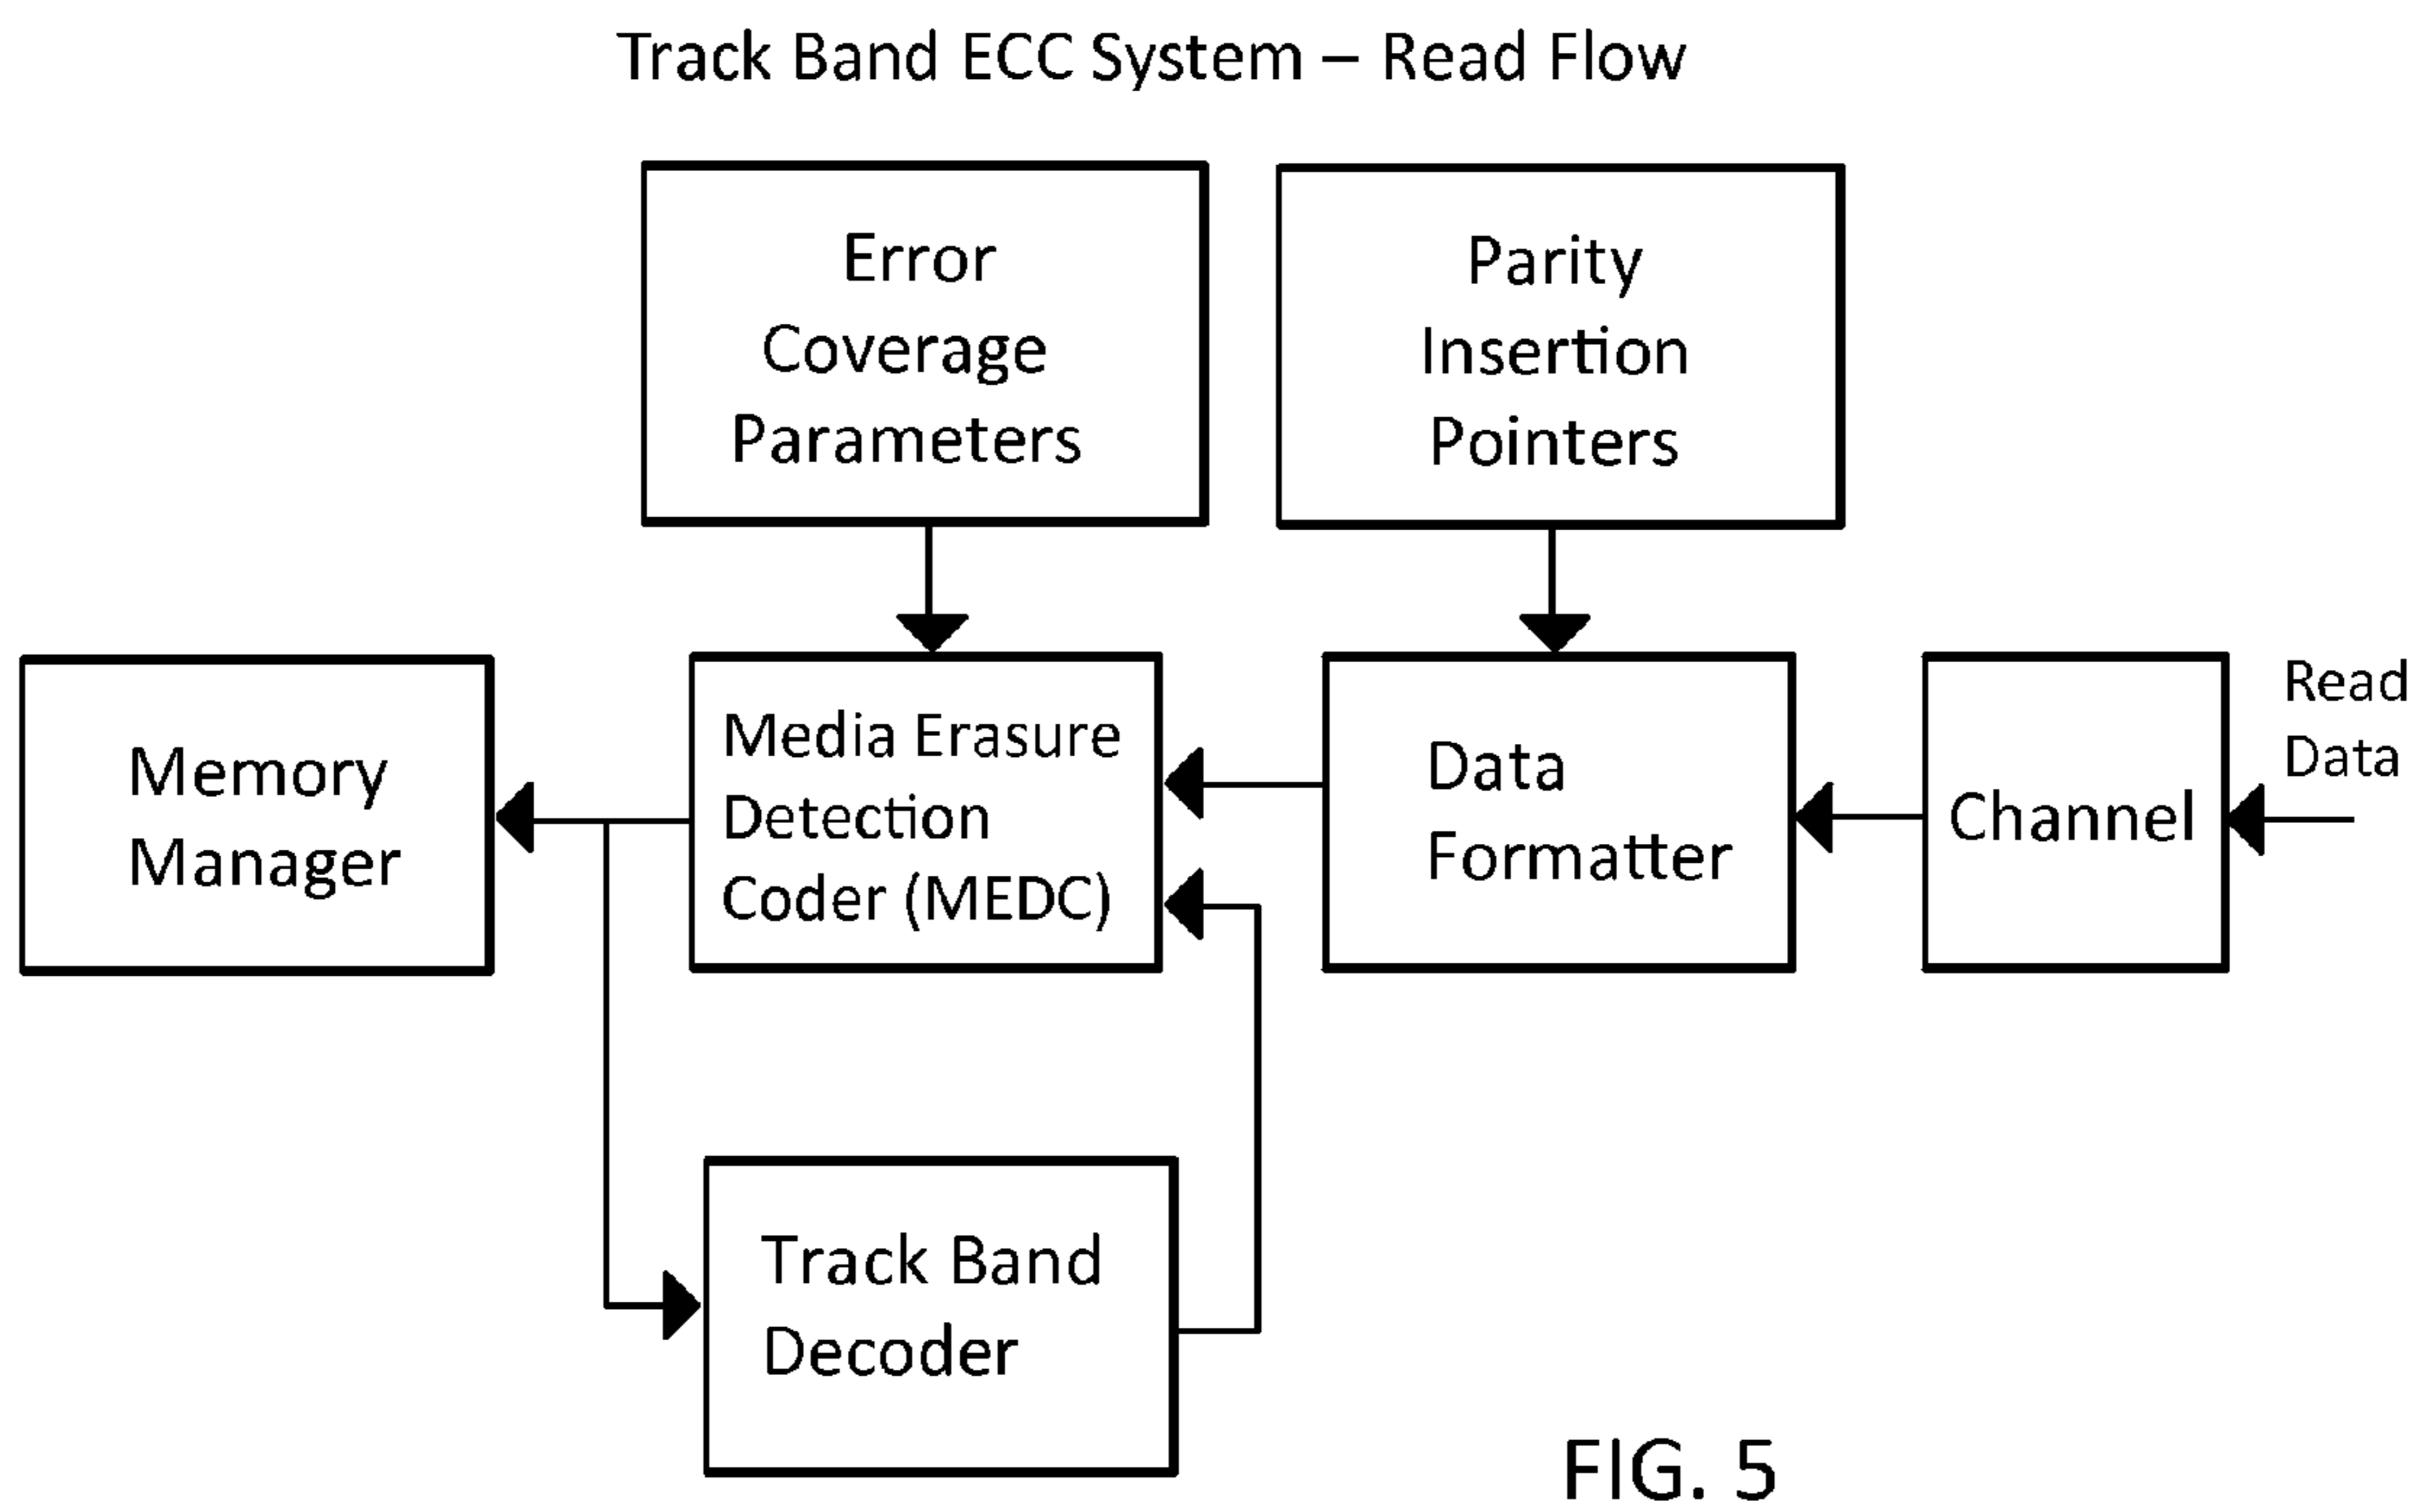 Track Band ECC System – Read Flow
Error
Coverage
Parameters
Parity
Insertion
Pointers
Memory
Manager
Media Erasure
Detection
Coder (MEDC)
Data
Formatter
Channel
Read
Data
Track Band
Decoder
FIG. 5